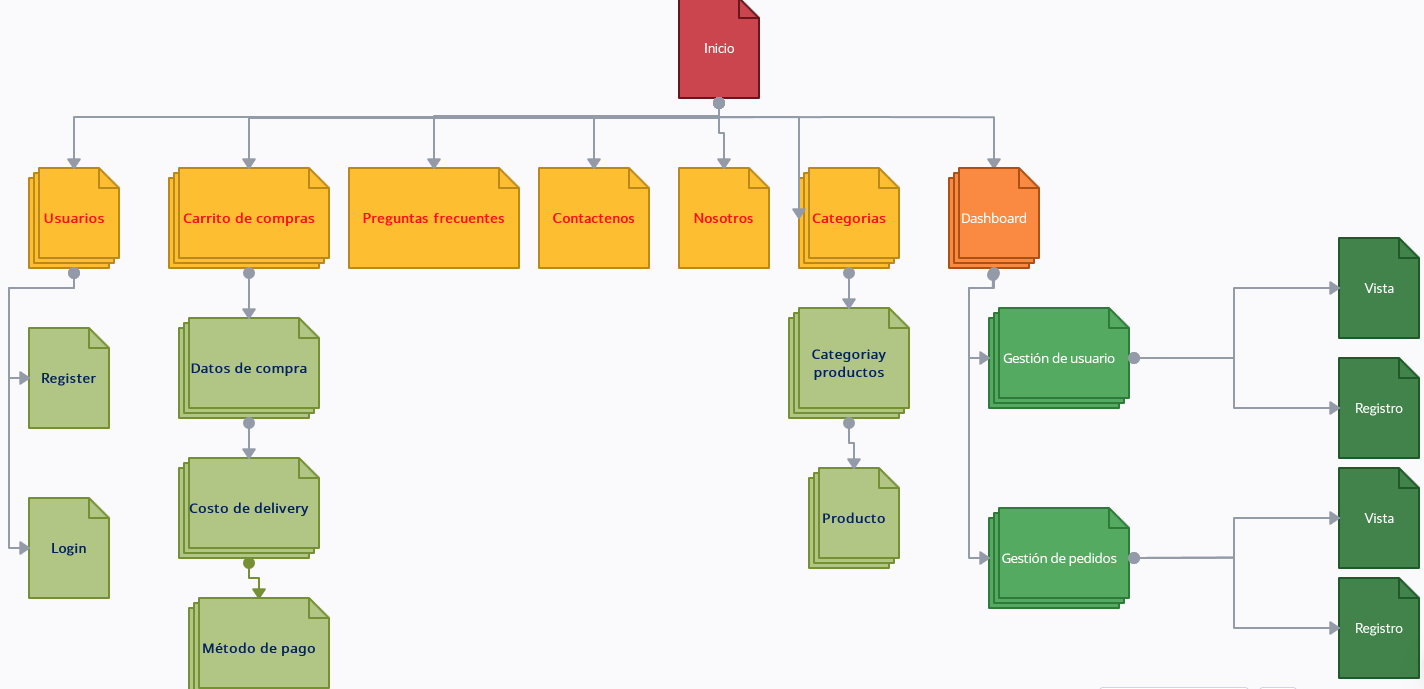 Inicio
Usuarios
Carrito de compras
Preguntas frecuentes
Contactenos
Nosotros
Categorias
Dashboard
Register
Login
Datos de compra
Costo de delivery
Método de pago
Categoriay
productos
Producto
Gestión de usuario
Vista
Registro
Gestión de pedidos
Vista
Registro